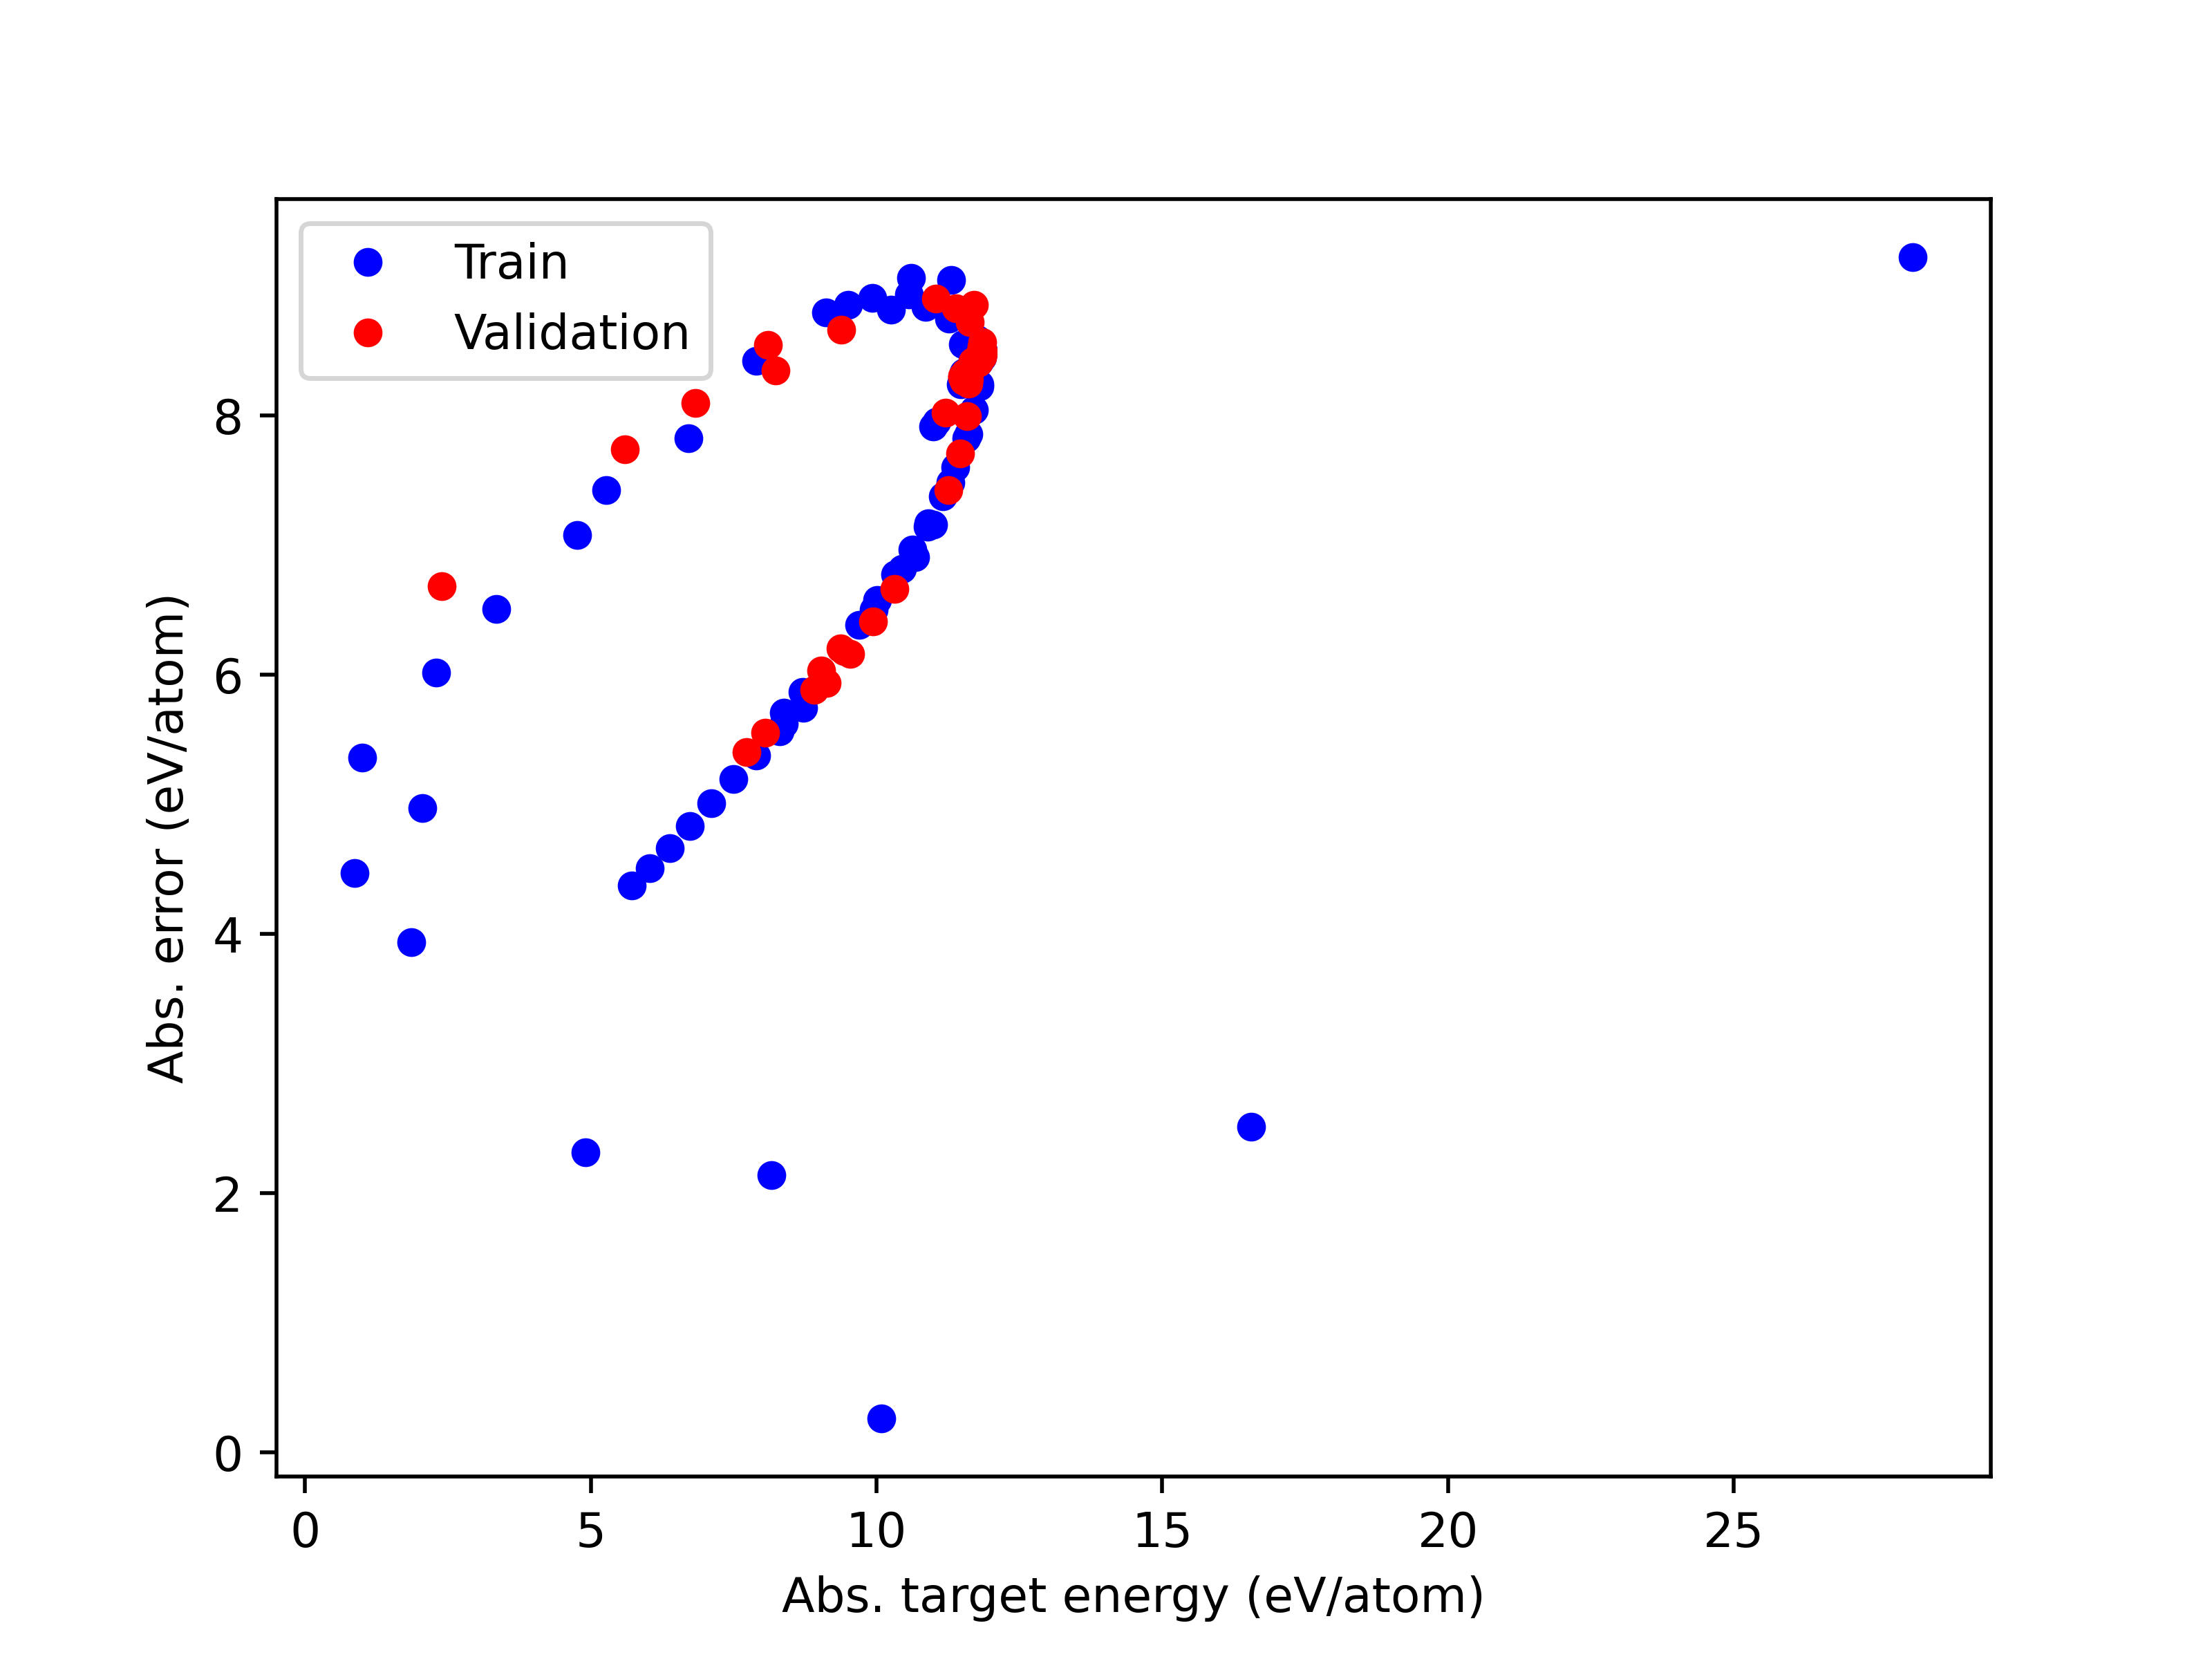 Train
Validation
Abs. error (eV/atom)
8
6
4
2
0
0 5 10 15 20 25
Abs. target energy (eV/atom)